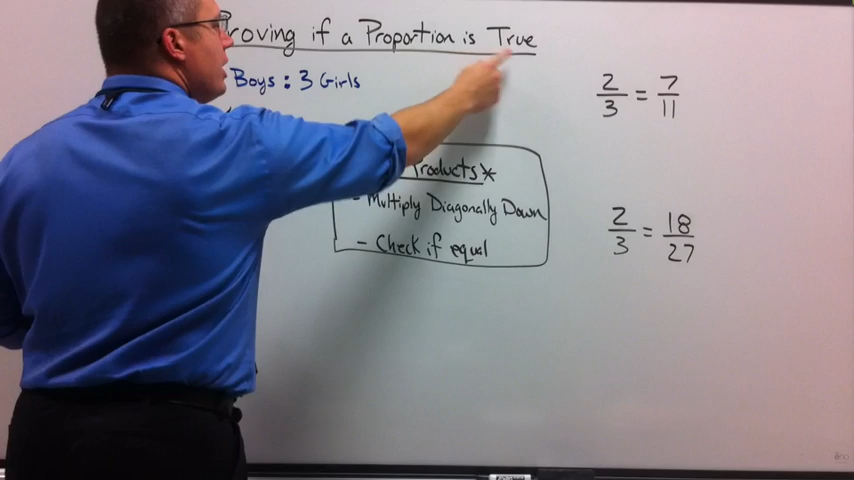 Proving if a Proportion is True
Boys : 3 Girls
Products*
- Multiply Diagonally Down
- Check if equal
2/3 = 7/11
2/3 = 18/27